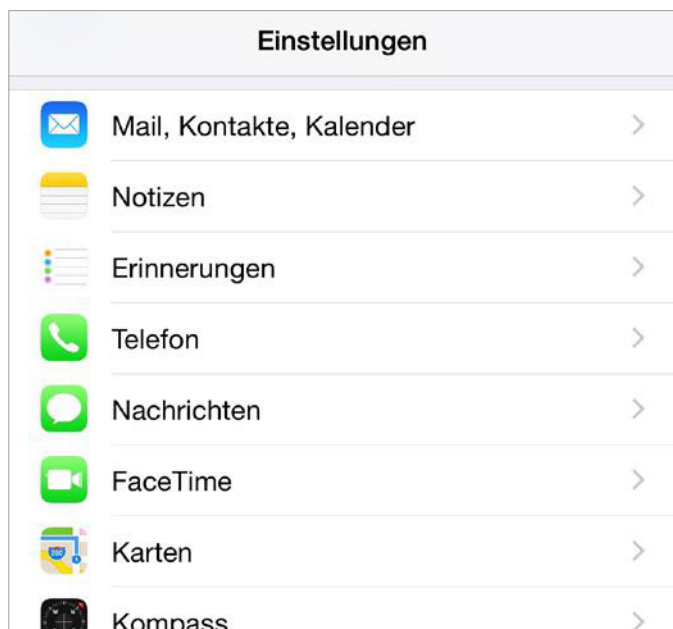 Einstellungen
Mail, Kontakte, Kalender
Notizen
Erinnerungen
Telefon
Nachrichten
FaceTime
Karten
Kompass